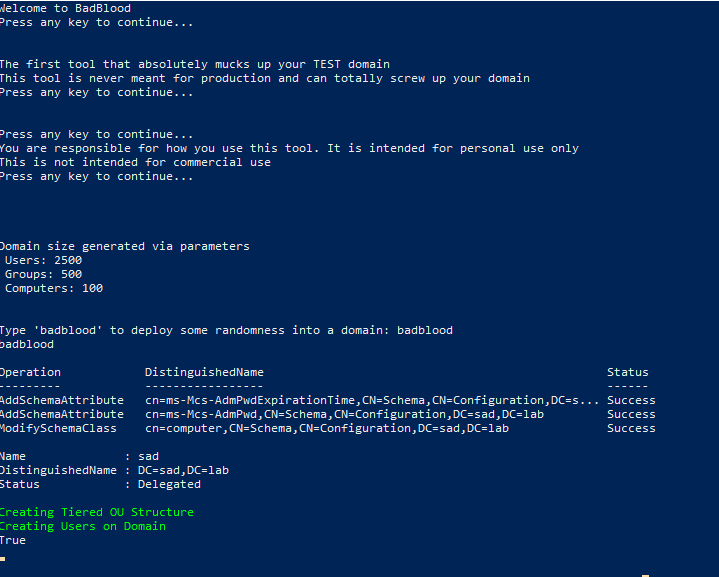 Welcome to BadBlood
Press any key to continue...
The first tool that absolutely mucks up your TEST domain
This tool is never meant for production and can totally screw up your domain
Press any key to continue...
Press any key to continue...
You are responsible for how you use this tool. It is intended for personal use only
This is not intended for commercial use
Press any key to continue...
Domain size generated via parameters
 Users: 2500
 Groups: 500
 Computers: 100
Type 'badblood' to deploy some randomness into a domain: badblood
badblood
Operation          DistinguishedName                                                 Status
---------          -----------------                                                 ------
AddSchemaAttribute cn=ms-Mcs-AdmPwdExpirationTime,CN=Schema,CN=Configuration,DC=s... Success
AddSchemaAttribute cn=ms-Mcs-AdmPwd,CN=Schema,CN=Configuration,DC=sad,DC=lab         Success
ModifySchemaClass  cn=computer,CN=Schema,CN=Configuration,DC=sad,DC=lab              Success
Name              : sad
DistinguishedName : DC=sad,DC=lab
Status            : Delegated
Creating Tiered OU Structure
Creating Users on Domain
True